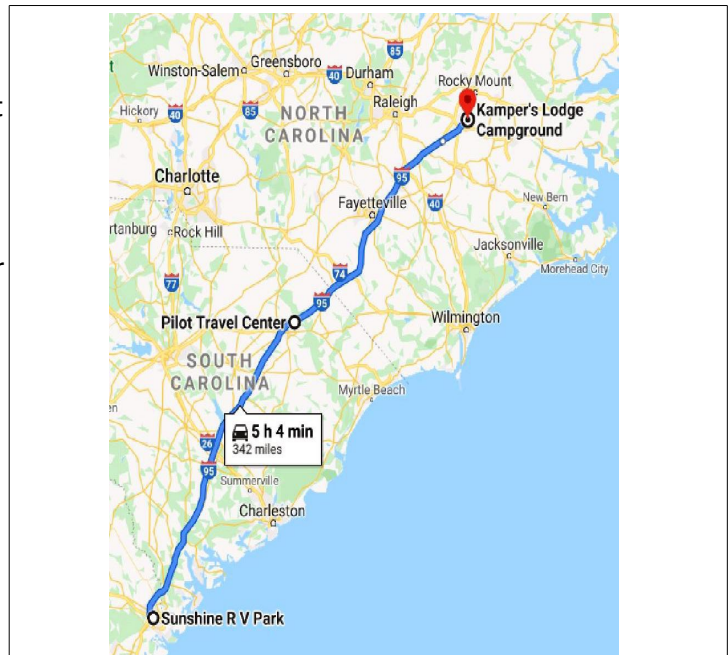 85
Greensboro
Winston-Salem
40
Durham
Rocky Mount
Hickory
40
85
NORTH
CAROLINA
Raleigh
Kamper's Lodge
Campground
Charlotte
95
Fayetteville
40
New Bern
rtanburg
Rock Hill
Jacksonville
Morehead City
77
74
95
Pilot Travel Center
Wilmington
SOUTH
CAROLINA
Myrtle Beach
5 h 4 min
342 miles
26
95
Summerville
Charleston
Sunshine R V Park